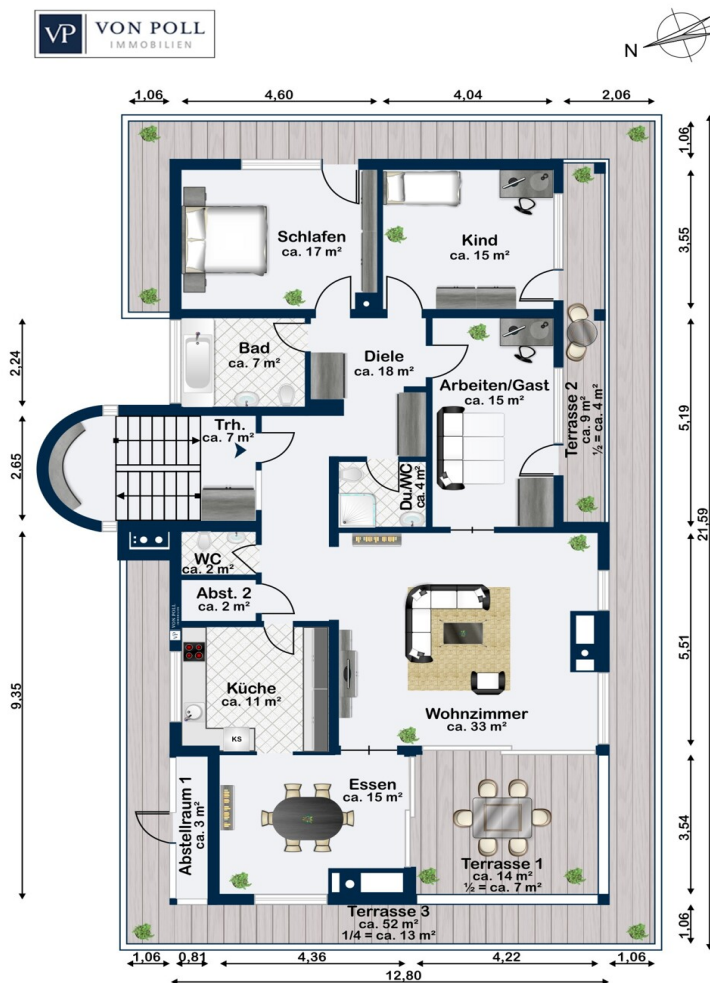 VP VON POLL
IMMOBILIEN
N
1,06 4,60 4,04 2,06
1,06
3,55
5,19
21,59
5,51
3,54
1,06
2,24
2,65
9,35
Schlafen
ca. 17 m²
Kind
ca. 15 m²
Bad
ca. 7 m²
Diele
ca. 18 m²
Arbeiten/Gast
ca. 15 m²
Terrasse 2
ca. 9 m²
½ = ca. 4 m²
Trh.
ca. 7 m²
Du./WC
ca. 4 m²
WC
ca. 2 m²
Abst. 2
ca. 2 m²
VP VON POLL
Küche
ca. 11 m²
KS
Wohnzimmer
ca. 33 m²
Abstellraum 1
ca. 3 m²
Essen
ca. 15 m²
Terrasse 1
ca. 14 m²
½ = ca. 7 m²
Terrasse 3
ca. 52 m²
1/4 = ca. 13 m²
1,06 0,81 4,36 4,22 1,06
12,80